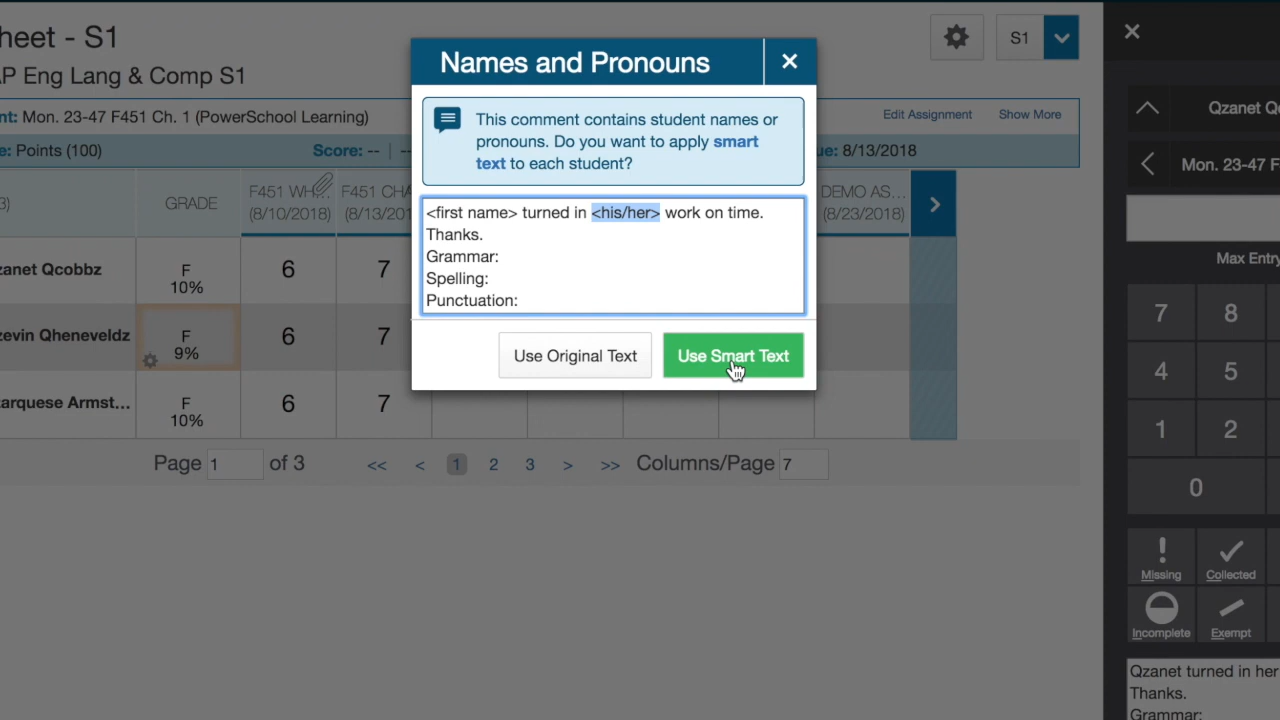 heet - S1
S1
P Eng Lang & Comp S1
nt: Mon. 23-47 F451 Ch. 1 (PowerSchool Learning)
Edit Assignment
Show More
e: Points (100)
Score: -- | --
ue: 8/13/2018
3)
GRADE
F451 WH...
(8/10/2018)
F451 CHA
(8/13/201
DEMO AS...
(8/23/2018)
zanet Qcobbz
F
10%
6
7
zevin Qheneveldz
F
9%
6
7
arquese Armst...
F
10%
6
7
Page 1 of 3
<< < 1 2 3 > >>
Columns/Page 7
Names and Pronouns
This comment contains student names or
pronouns. Do you want to apply smart
text to each student?
<first name> turned in <his/her> work on time.
Thanks.
Grammar:
Spelling:
Punctuation:
Use Original Text
Use Smart Text
Qzanet Qc
Mon. 23-47 F
Max Entry
7 8
4 5
1 2
0
Missing
Collected
Incomplete
Exempt
Qzanet turned in her
Thanks.
Grammar: